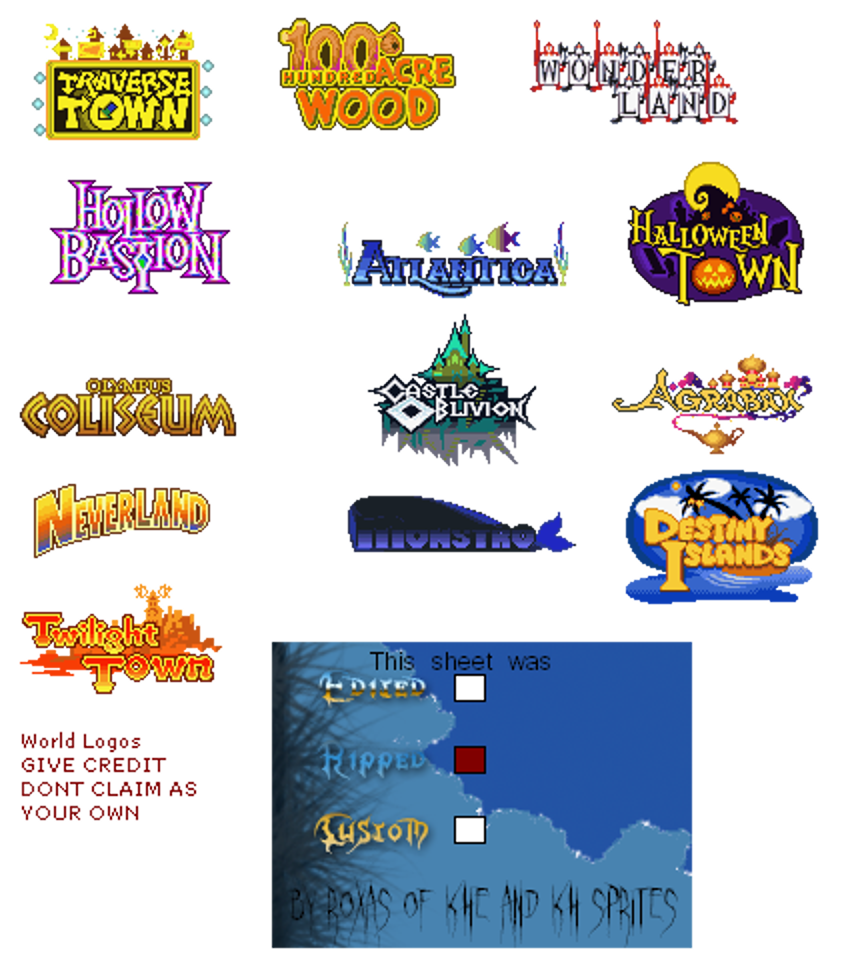 TRAVERSE
TOWN
100
HUNDRED ACRE
WOOD
WONDER
LAND
HOLLOW
BASTION
ATLANTICA
HALLOWEEN
TOWN
OLYMPUS
COLISEUM
CASTLE
OBLIVION
AGRABAH
NEVERLAND
MONSTRO
DESTINY
ISLANDS
Twilight
Town
This sheet was
EDITED
RIPPED
CUSTOM
World Logos
GIVE CREDIT
DONT CLAIM AS
YOUR OWN
BY ROXAS OF KHE AND KH SPRITES